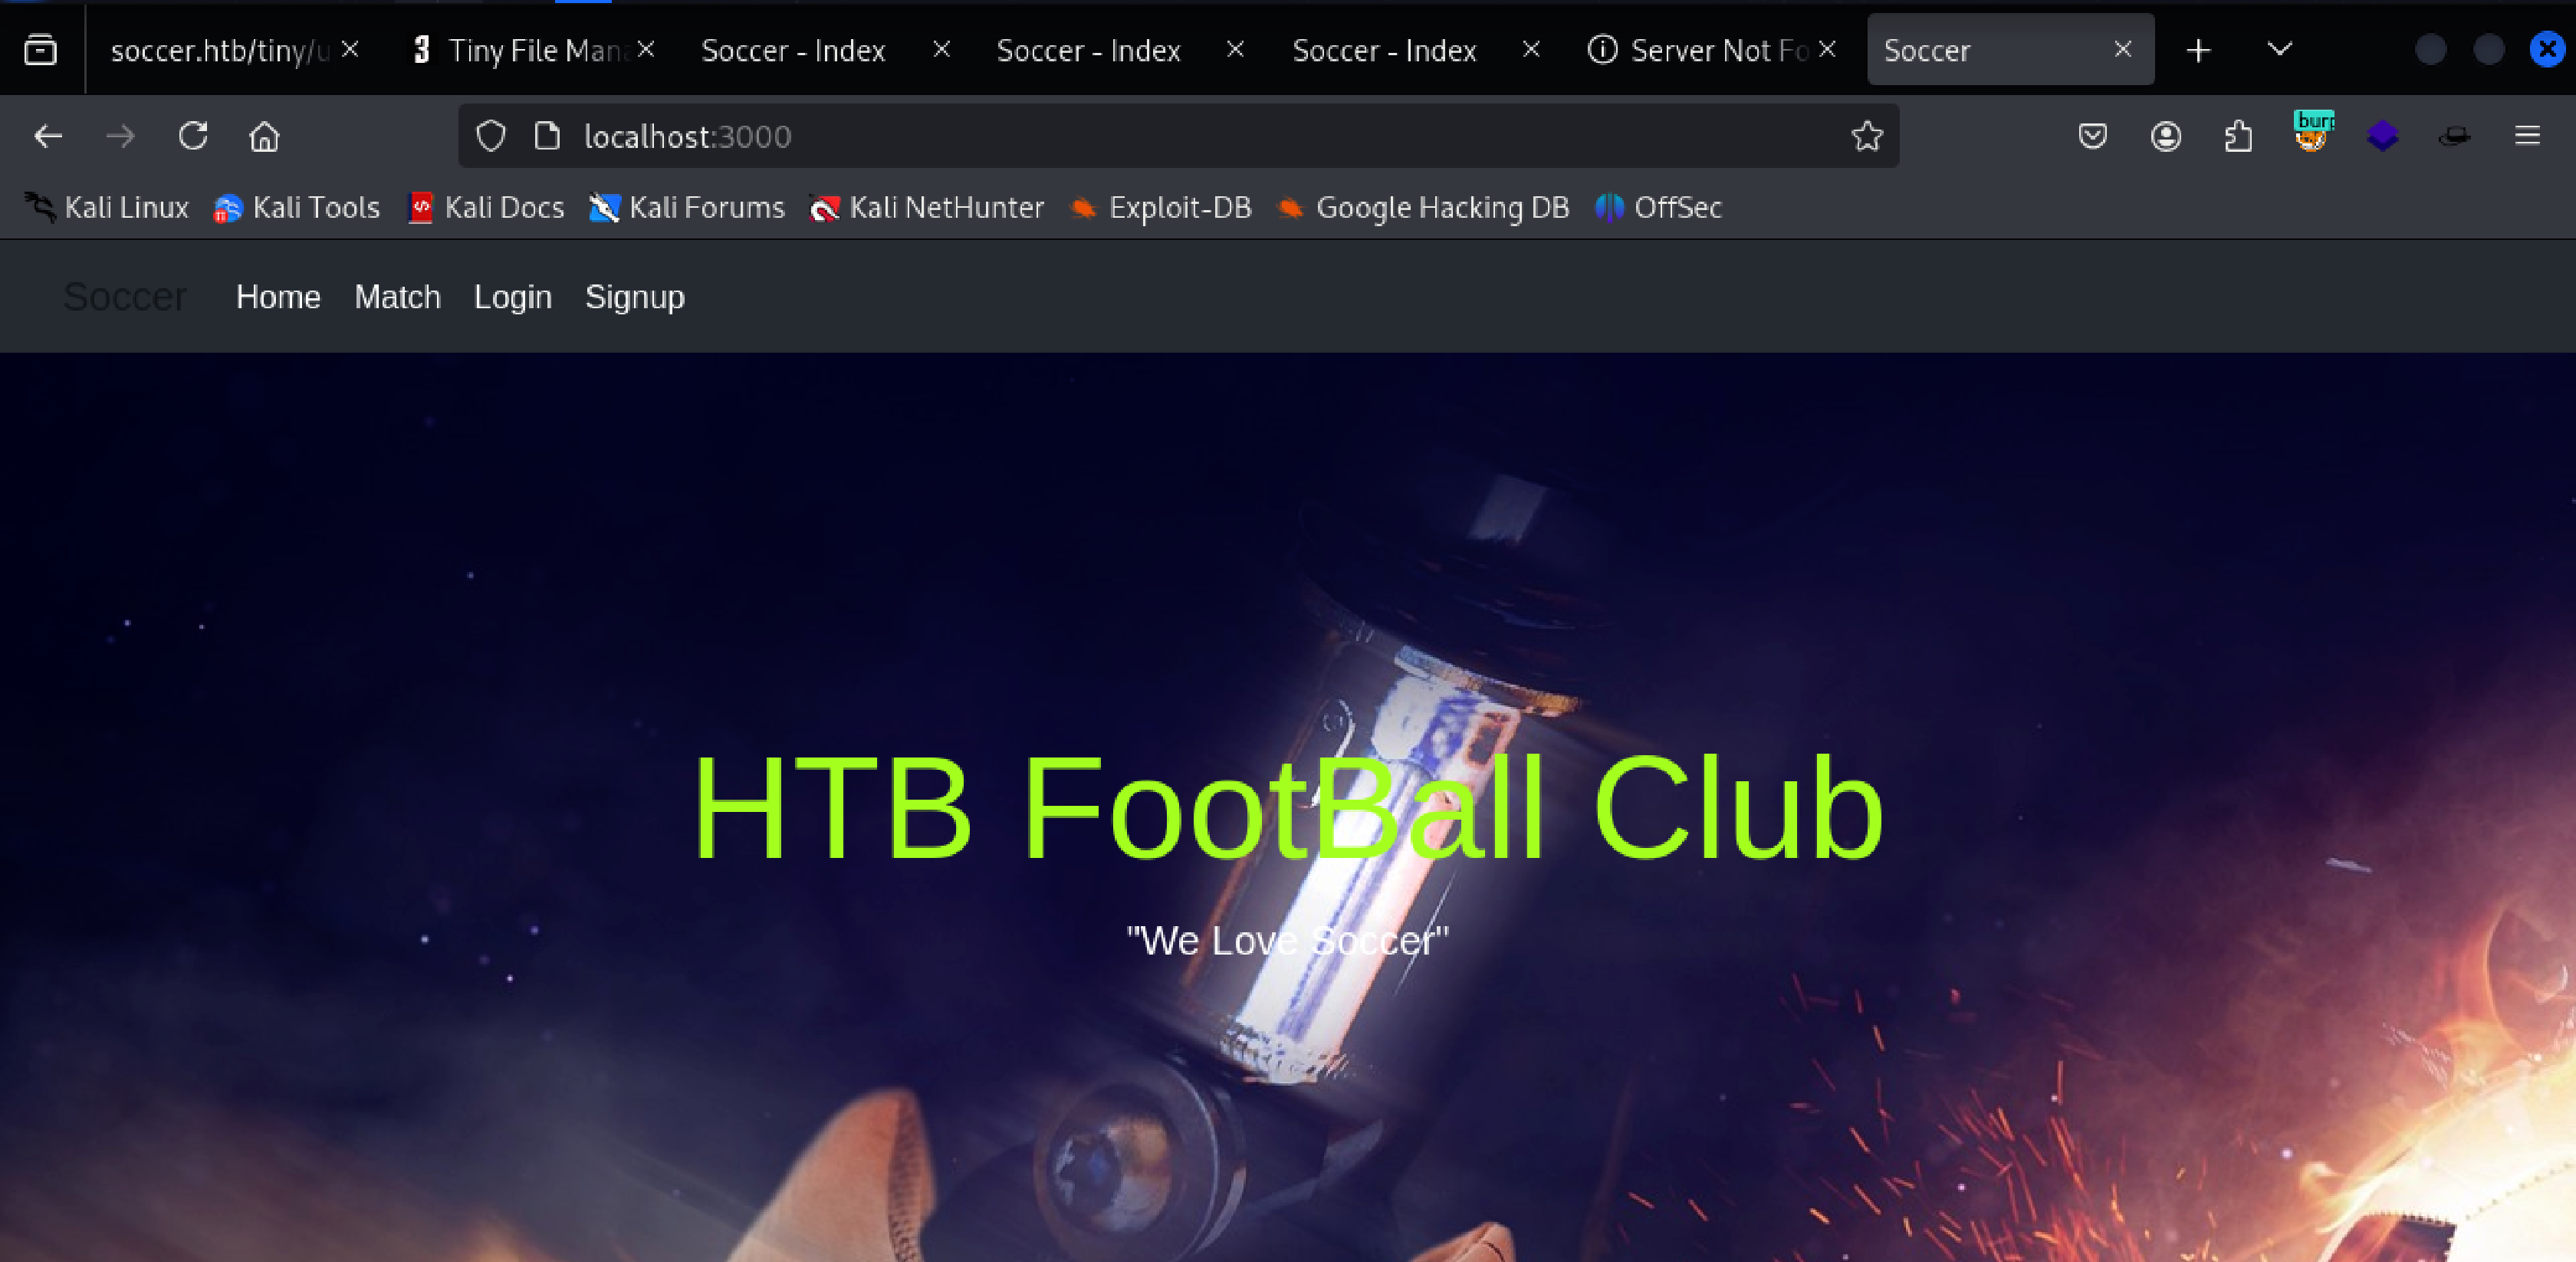 soccer.htb/tiny/u
Tiny File Mana
Soccer - Index
Soccer - Index
Soccer - Index
Server Not Fo
Soccer
localhost:3000
burp
Kali Linux
Kali Tools
Kali Docs
Kali Forums
Kali NetHunter
Exploit-DB
Google Hacking DB
OffSec
Soccer
Home
Match
Login
Signup
HTB FootBall Club
"We Love Soccer"